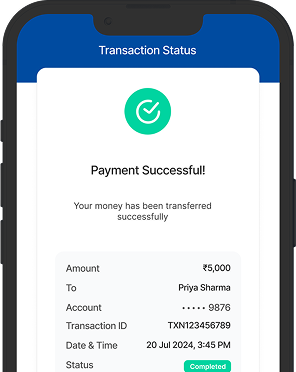 Transaction Status
Payment Successful!
Your money has been transferred
successfully
Amount ₹5,000
To Priya Sharma
Account ••••• 9876
Transaction ID TXN123456789
Date & Time 20 Jul 2024, 3:45 PM
Status Completed